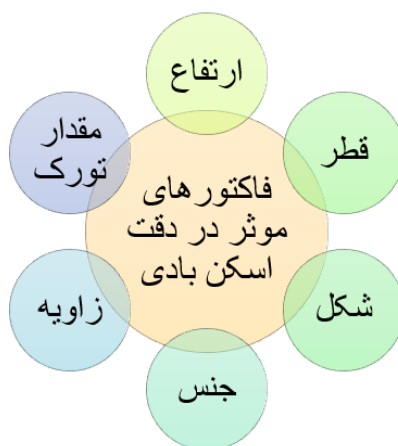 ارتفاع
قطر
شکل
جنس
زاویه
مقدار
تورک
فاکتورهای
موثر در دقت
اسکن بادی